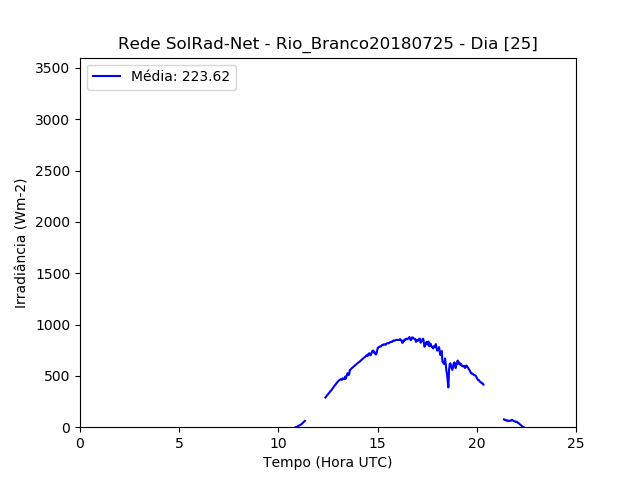 Rede SolRad-Net - Rio_Branco20180725 - Dia [25]
Média: 223.62
3500
3000
2500
2000
1500
1000
500
0
Irradiância (Wm-2)
0 5 10 15 20 25
Tempo (Hora UTC)